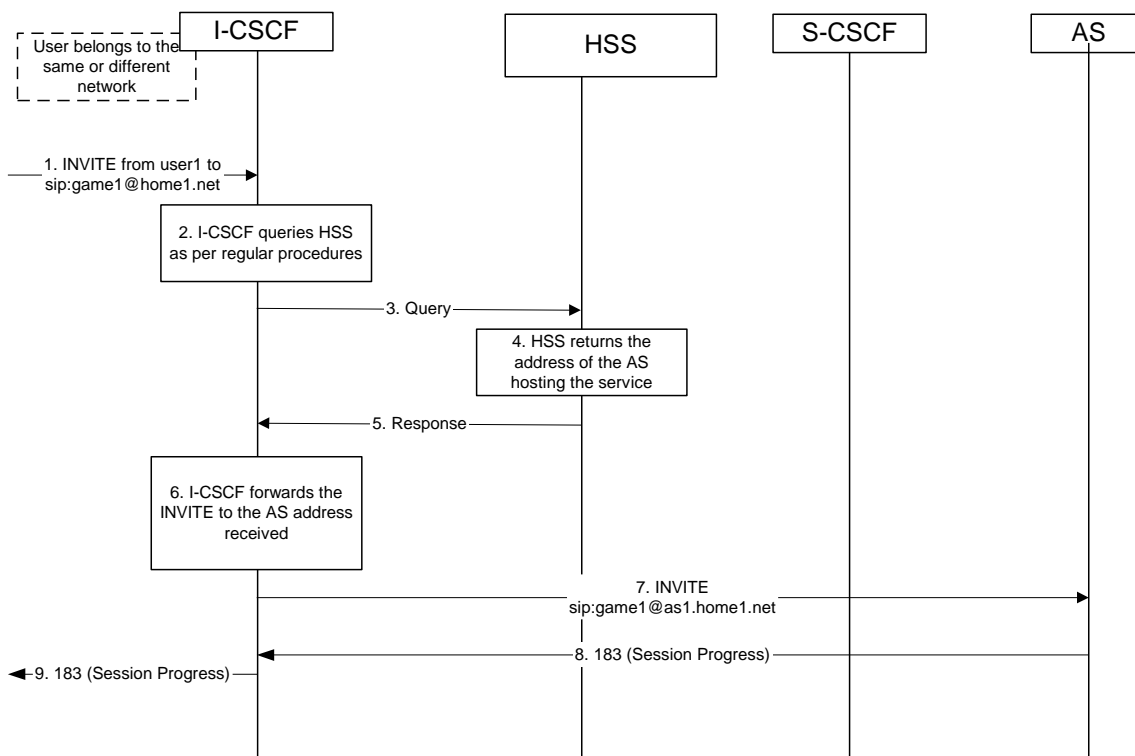 I-CSCF
HSS
S-CSCF
AS
User belongs to the
same or different
network
1. INVITE from user1 to
sip:game1@home1.net
2. I-CSCF queries HSS
as per regular procedures
3. Query
4. HSS returns the
address of the AS
hosting the service
5. Response
6. I-CSCF forwards the
INVITE to the AS address
received
7. INVITE
sip:game1@as1.home1.net
8. 183 (Session Progress)
9. 183 (Session Progress)